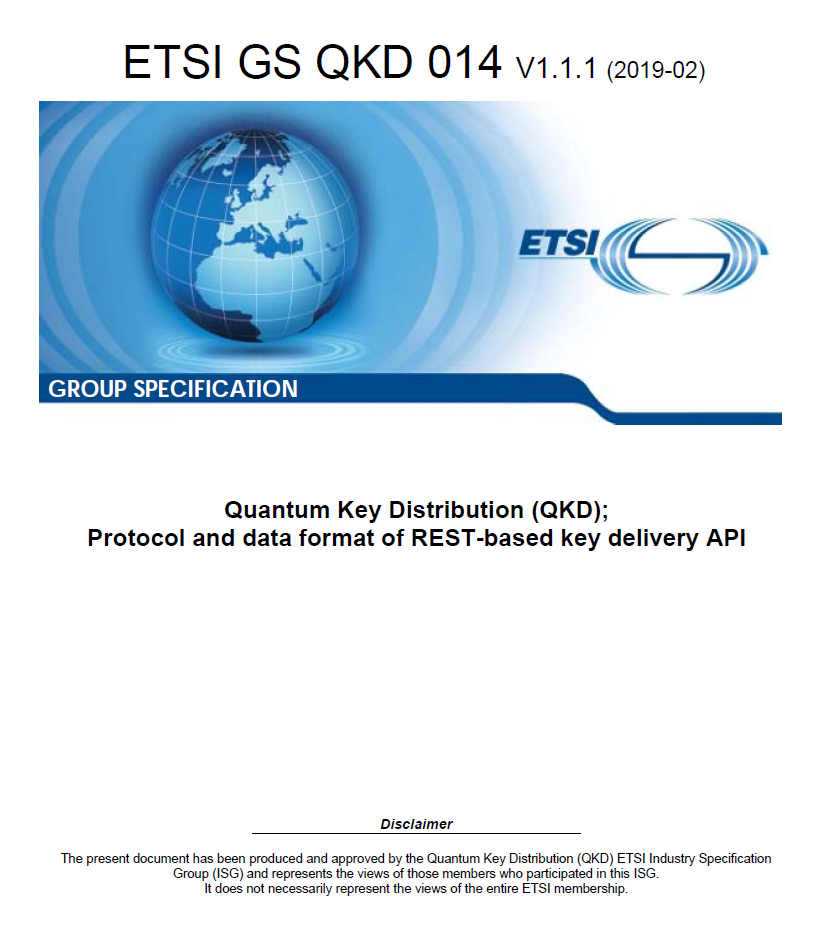 ETSI GS QKD 014 V1.1.1 (2019-02)
ETSI
GROUP SPECIFICATION
Quantum Key Distribution (QKD);
Protocol and data format of REST-based key delivery API
Disclaimer
The present document has been produced and approved by the Quantum Key Distribution (QKD) ETSI Industry Specification
Group (ISG) and represents the views of those members who participated in this ISG.
It does not necessarily represent the views of the entire ETSI membership.